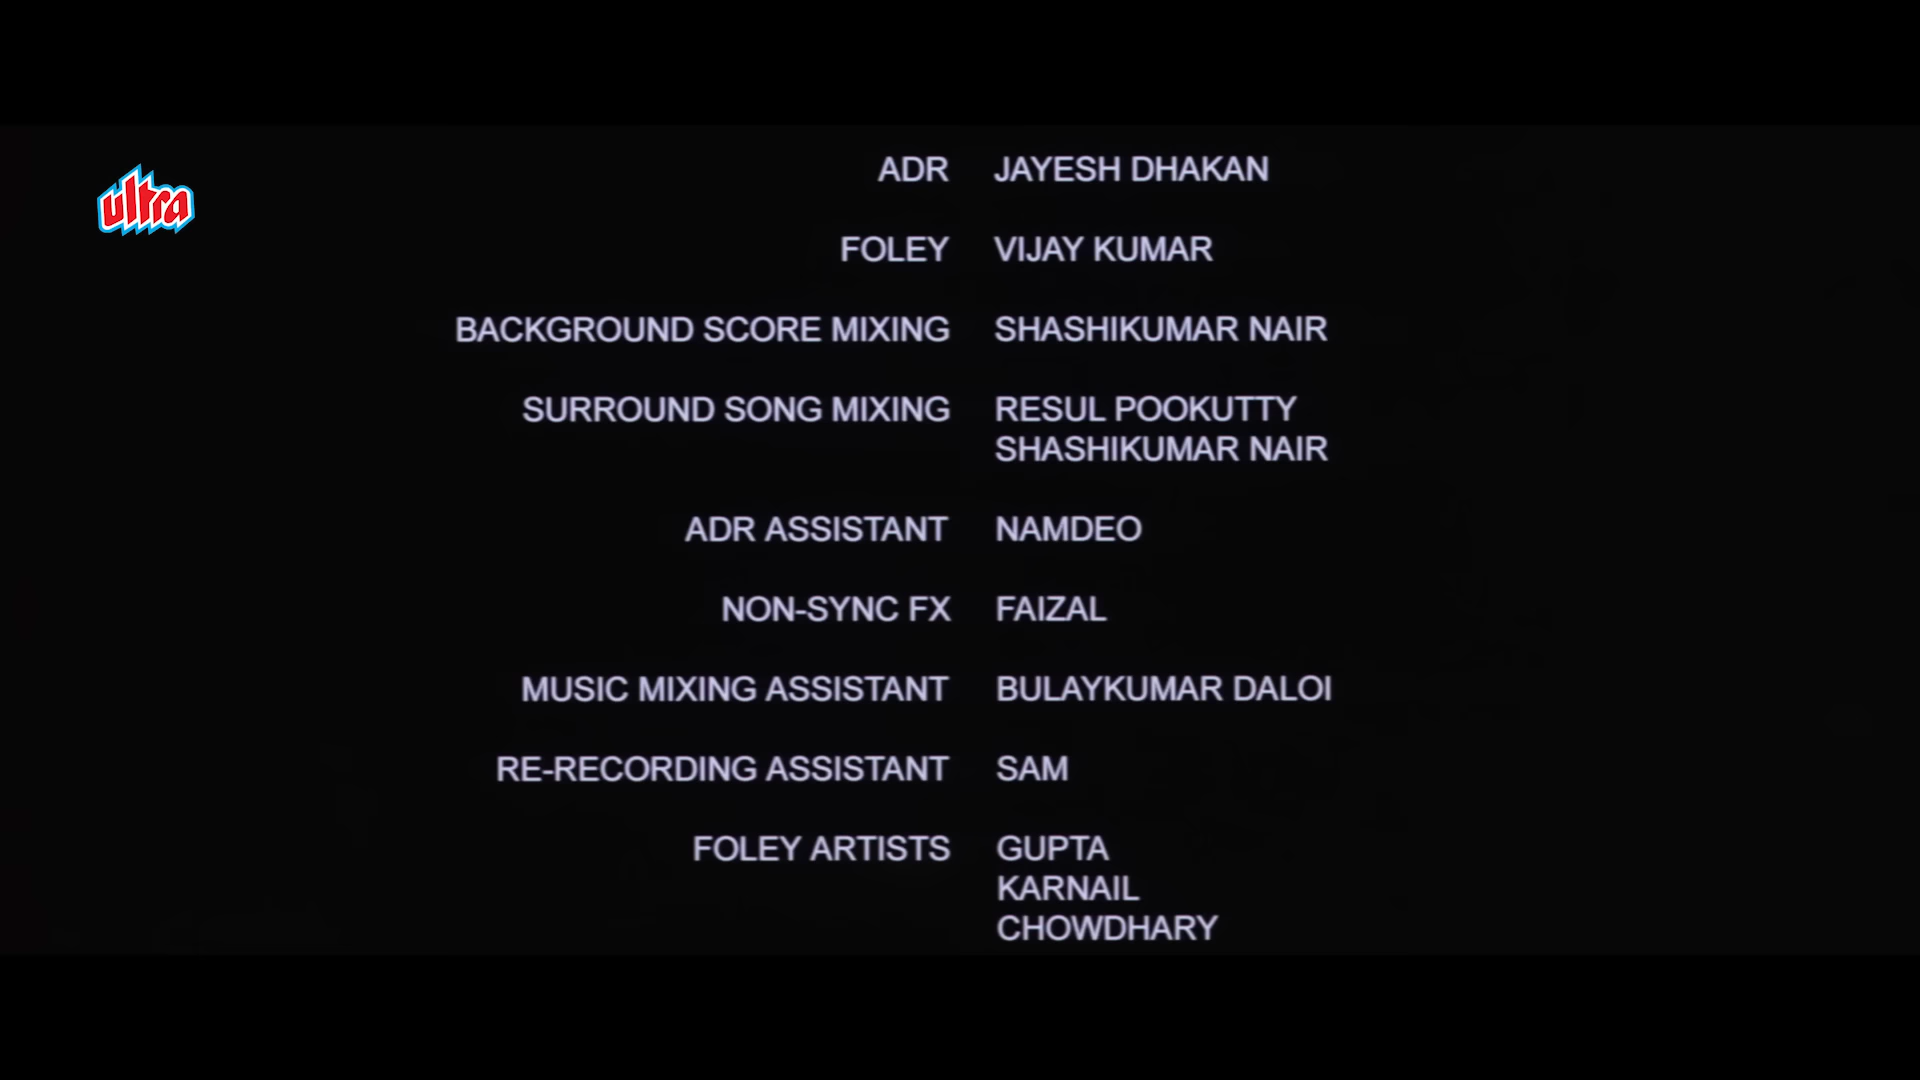 ultra
ADR JAYESH DHAKAN
FOLEY VIJAY KUMAR
BACKGROUND SCORE MIXING SHASHIKUMAR NAIR
SURROUND SONG MIXING RESUL POOKUTTY
SHASHIKUMAR NAIR
ADR ASSISTANT NAMDEO
NON-SYNC FX FAIZAL
MUSIC MIXING ASSISTANT BULAYKUMAR DALOI
RE-RECORDING ASSISTANT SAM
FOLEY ARTISTS GUPTA
KARNAIL
CHOWDHARY